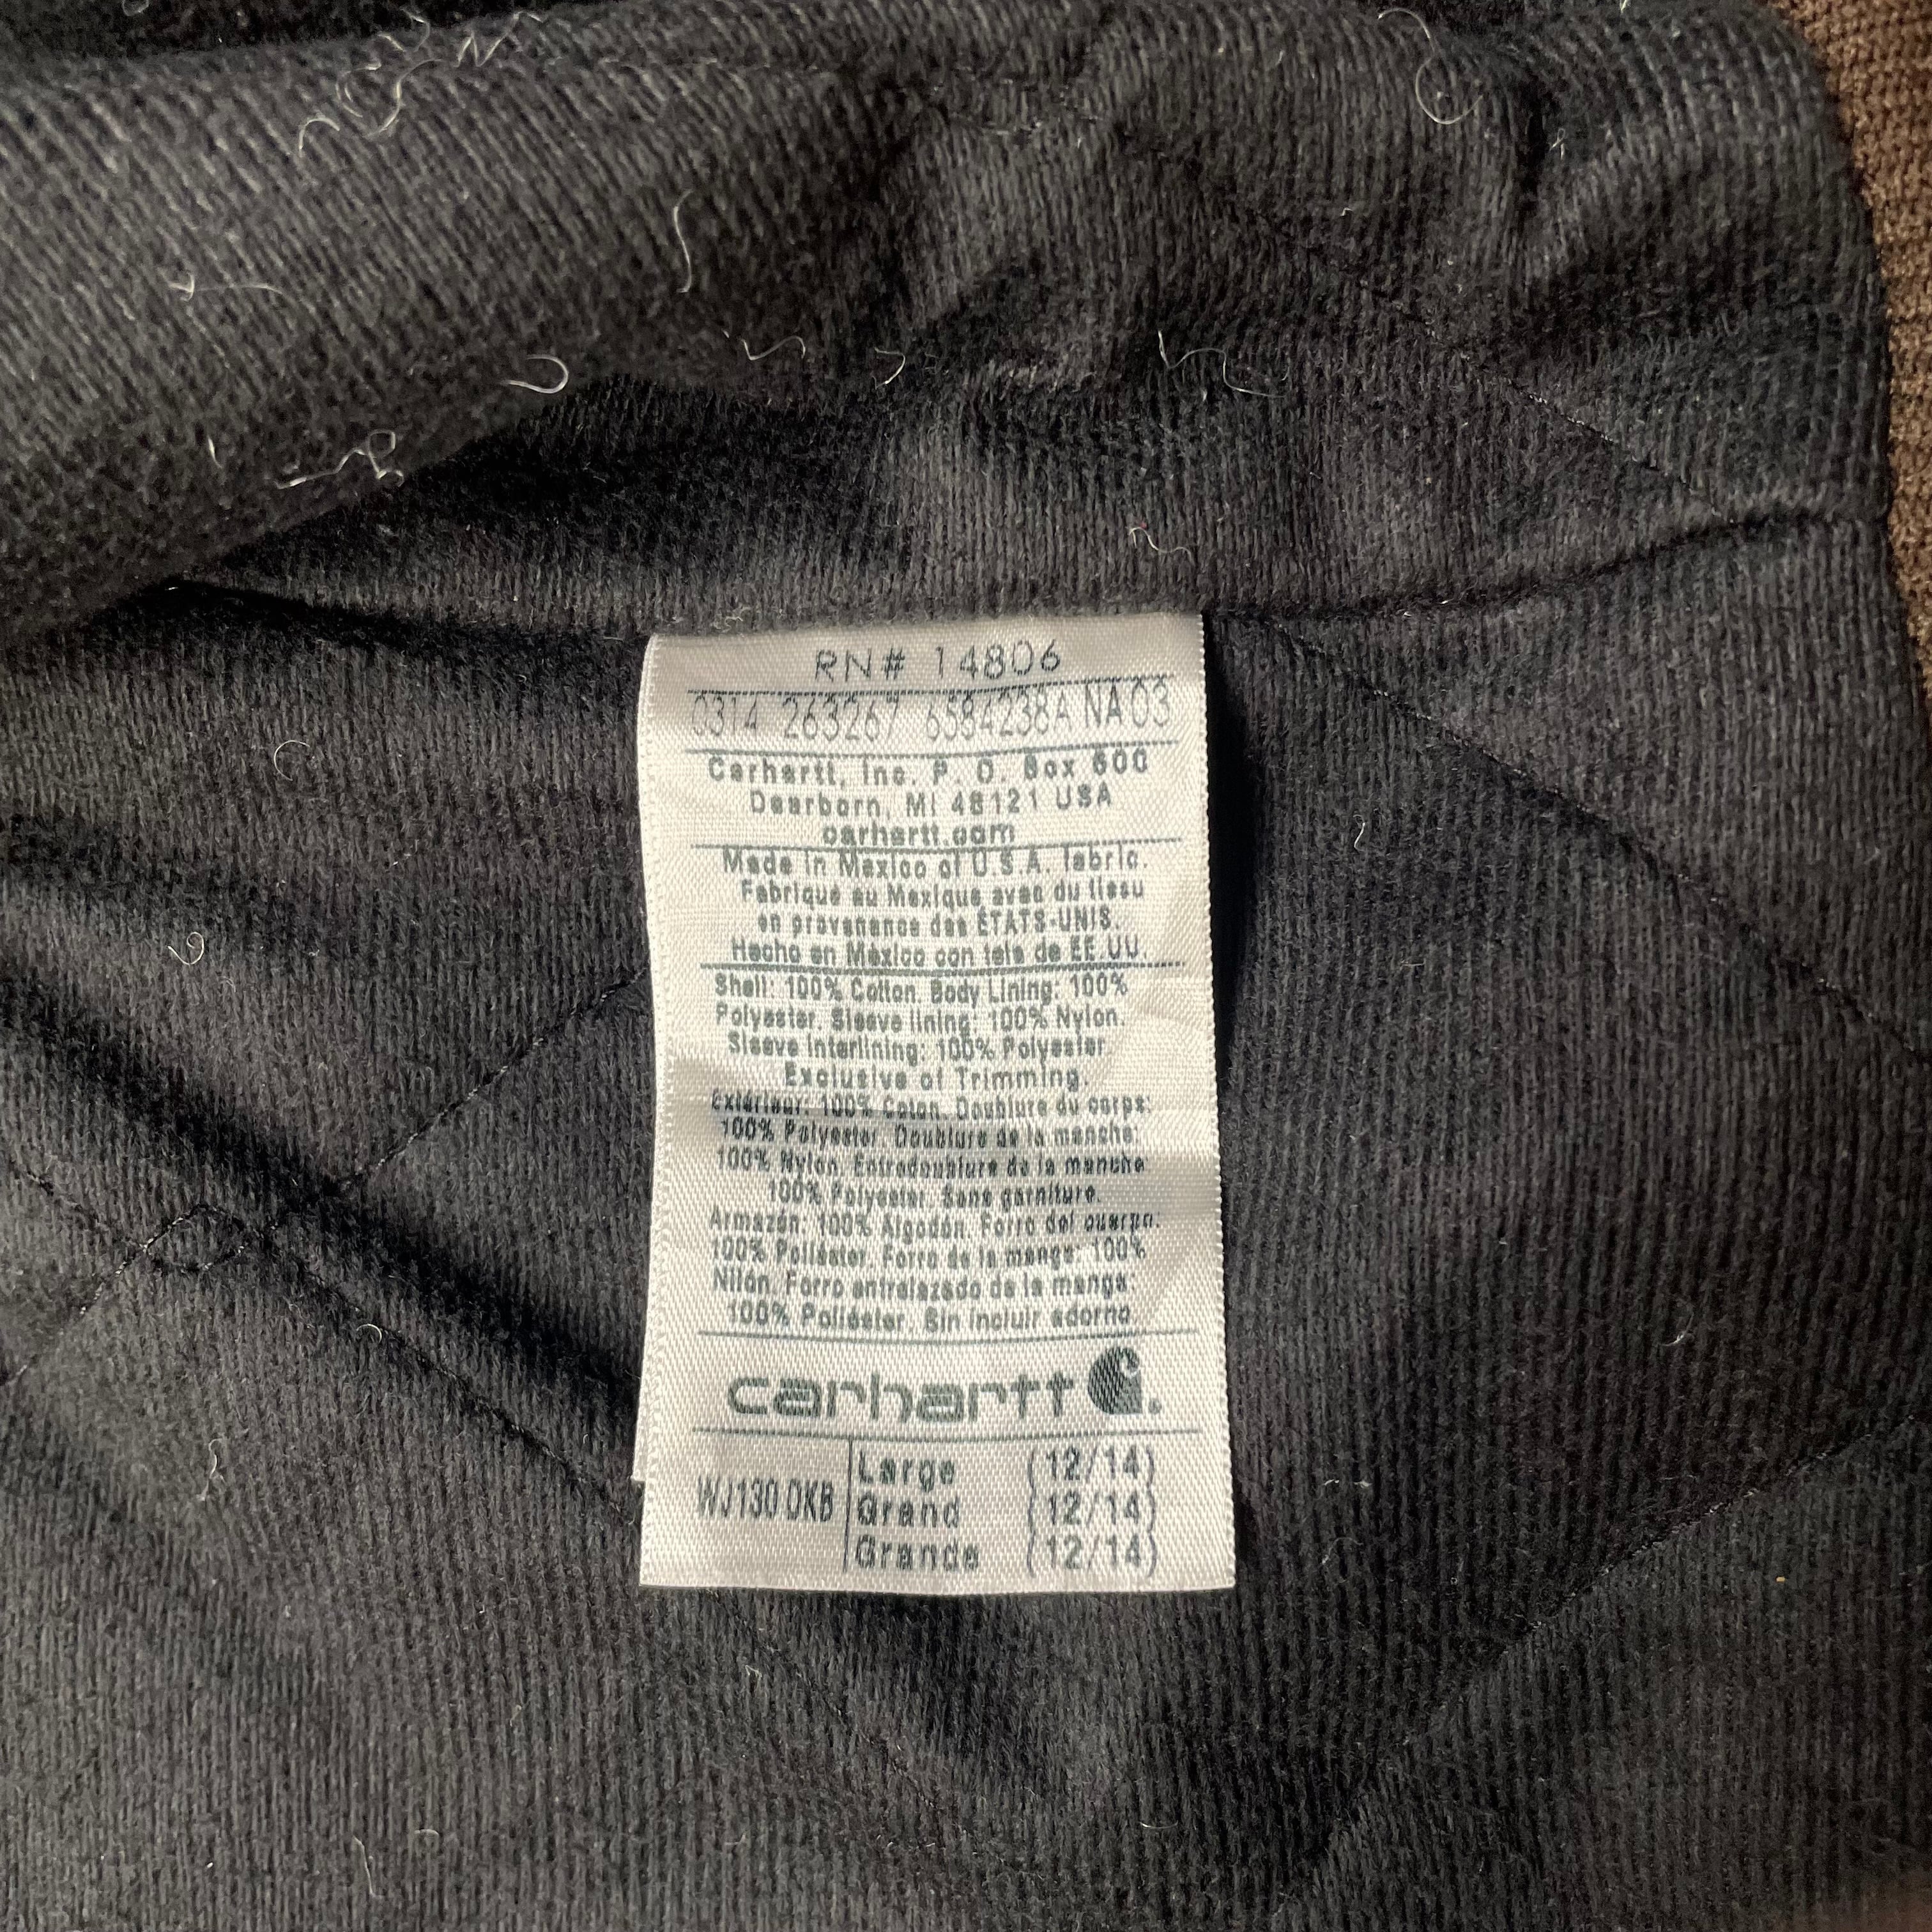 RN# 14806
0314 263267 6584238A NA03
Carhartt, Inc. P. O. Box 600
Dearborn, MI 48121 USA
carhartt.com
Made in Mexico of U.S.A. fabric.
Fabriqué au Mexique avec du tissu
en provenance des ÉTATS-UNIS.
Hecho en México con tela de EE.UU.
Shell: 100% Cotton. Body Lining: 100%
Polyester. Sleeve lining: 100% Nylon.
Sleeve Interlining: 100% Polyester.
Exclusive of Trimming.
Extérieur: 100% Coton. Doublure du corps:
100% Polyester. Doublure de la manche:
100% Nylon. Entredoublure de la manche
100% Polyester. Sans garniture.
Armazón: 100% Algodón. Forro del cuerpo:
100% Poliéster. Forro de la manga: 100%
Nilón. Forro entrelazado de la manga:
100% Poliéster. Sin incluir adorno.
carhartt
WJ130 DKB
Large (12/14)
Grand (12/14)
Grande (12/14)